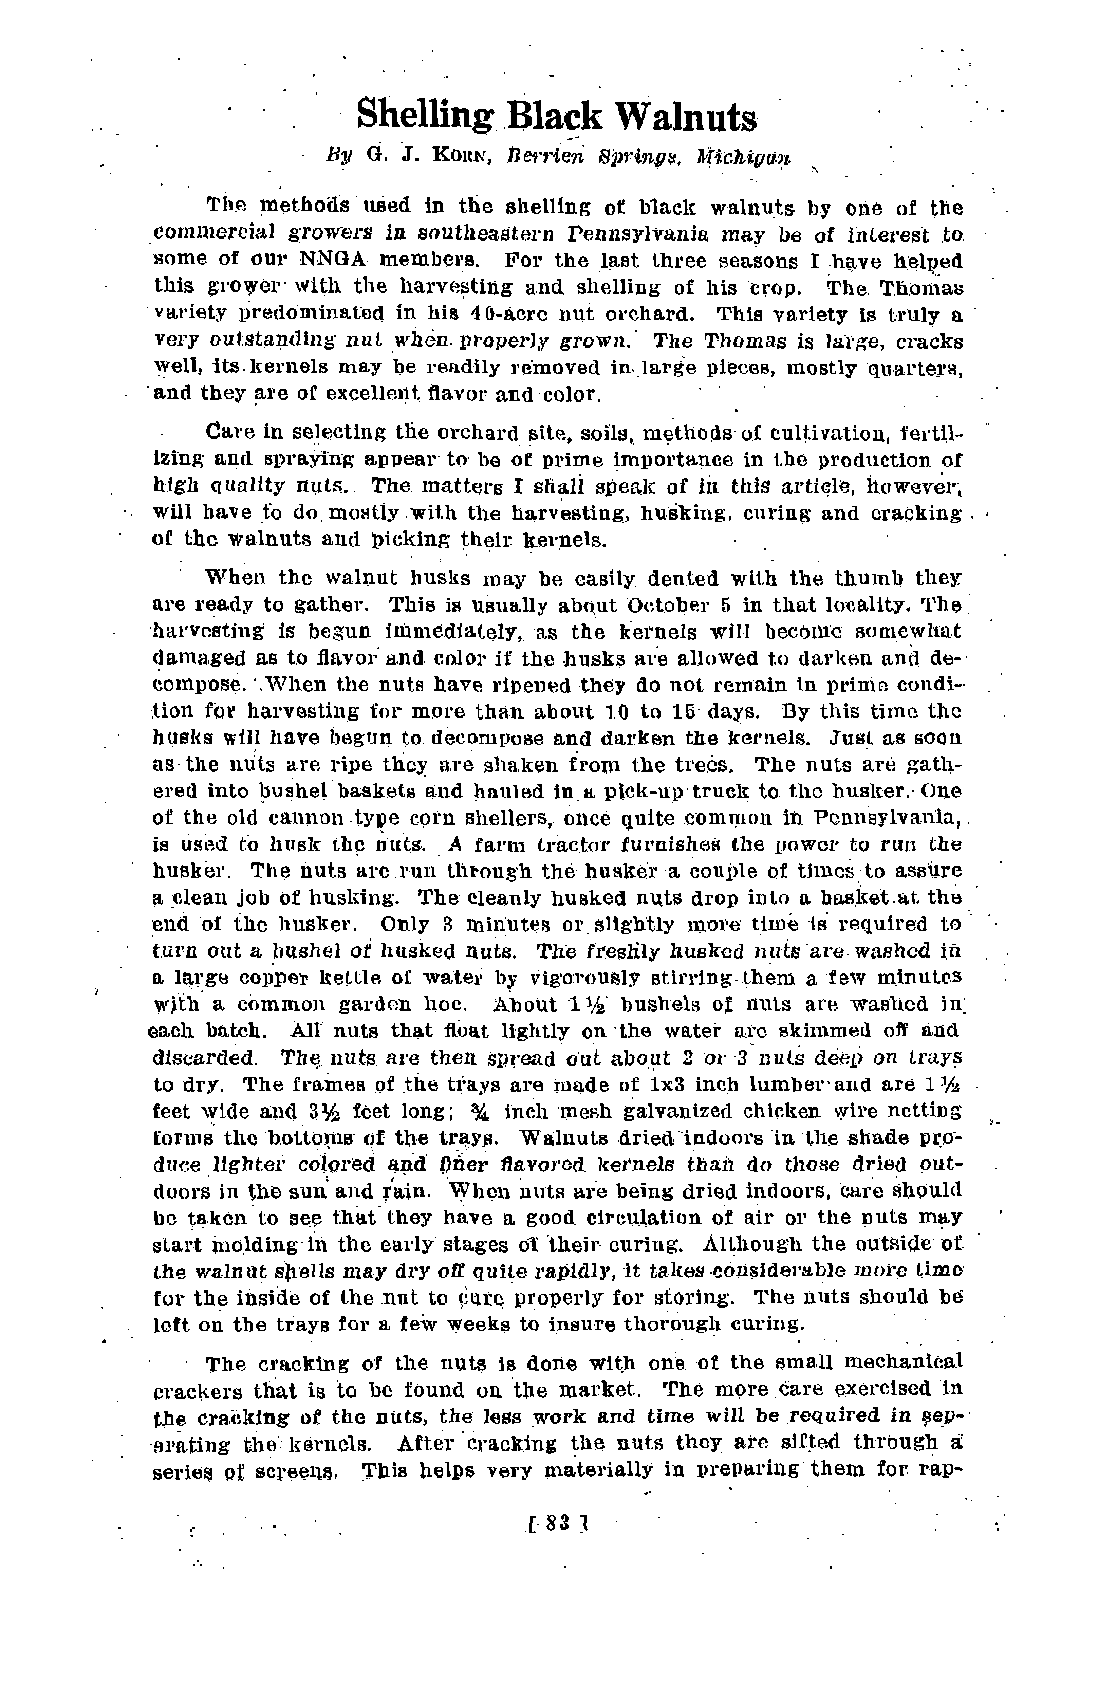 Shelling Black Walnuts
By G. J. KORN, Berrien Springs, Michigan
The methods used in the shelling of black walnuts by one of the
commercial growers in southeastern Pennsylvania may be of interest to
some of our NNGA members. For the last three seasons I have helped
this grower with the harvesting and shelling of his crop. The Thomas
variety predominated in his 40-acre nut orchard. This variety is truly a
very outstanding nut when properly grown. The Thomas is large, cracks
well, its kernels may be readily removed in large pieces, mostly quarters,
and they are of excellent flavor and color.
Care in selecting the orchard site, soils, methods of cultivation, fertil-
izing and spraying appear to be of prime importance in the production of
high quality nuts. The matters I shall speak of in this article, however,
will have to do mostly with the harvesting, husking, curing and cracking
of the walnuts and picking their kernels.
When the walnut husks may be easily dented with the thumb they
are ready to gather. This is usually about October 5 in that locality. The
harvesting is begun immediately, as the kernels will become somewhat
damaged as to flavor and color if the husks are allowed to darken and de-
compose. When the nuts have ripened they do not remain in prime condi-
tion for harvesting for more than about 10 to 15 days. By this time the
husks will have begun to decompose and darken the kernels. Just as soon
as the nuts are ripe they are shaken from the trees. The nuts are gath-
ered into bushel baskets and hauled in a pick-up truck to the husker. One
of the old cannon type corn shellers, once quite common in Pennsylvania,
is used to husk the nuts. A farm tractor furnishes the power to run the
husker. The nuts are run through the husker a couple of times to assure
a clean job of husking. The cleanly husked nuts drop into a basket at the
end of the husker. Only 3 minutes or slightly more time is required to
turn out a bushel of husked nuts. The freshly husked nuts are washed in
a large copper kettle of water by vigorously stirring them a few minutes
with a common garden hoe. About 1½ bushels of nuts are washed in
each batch. All nuts that float lightly on the water are skimmed off and
discarded. The nuts are then spread out about 2 or 3 nuts deep on trays
to dry. The frames of the trays are made of 1x3 inch lumber and are 1½
feet wide and 3½ feet long; ¾ inch mesh galvanized chicken wire netting
forms the bottoms of the trays. Walnuts dried indoors in the shade pro-
duce lighter colored and finer flavored kernels than do those dried out-
doors in the sun and rain. When nuts are being dried indoors, care should
be taken to see that they have a good circulation of air or the nuts may
start molding in the early stages of their curing. Although the outside of
the walnut shells may dry off quite rapidly, it takes considerable more time
for the inside of the nut to cure properly for storing. The nuts should be
left on the trays for a few weeks to insure thorough curing.
The cracking of the nuts is done with one of the small mechanical
crackers that is to be found on the market. The more care exercised in
the cracking of the nuts, the less work and time will be required in sep-
arating the kernels. After cracking the nuts they are sifted through a
series of screens. This helps very materially in preparing them for rap-
[ 83 ]